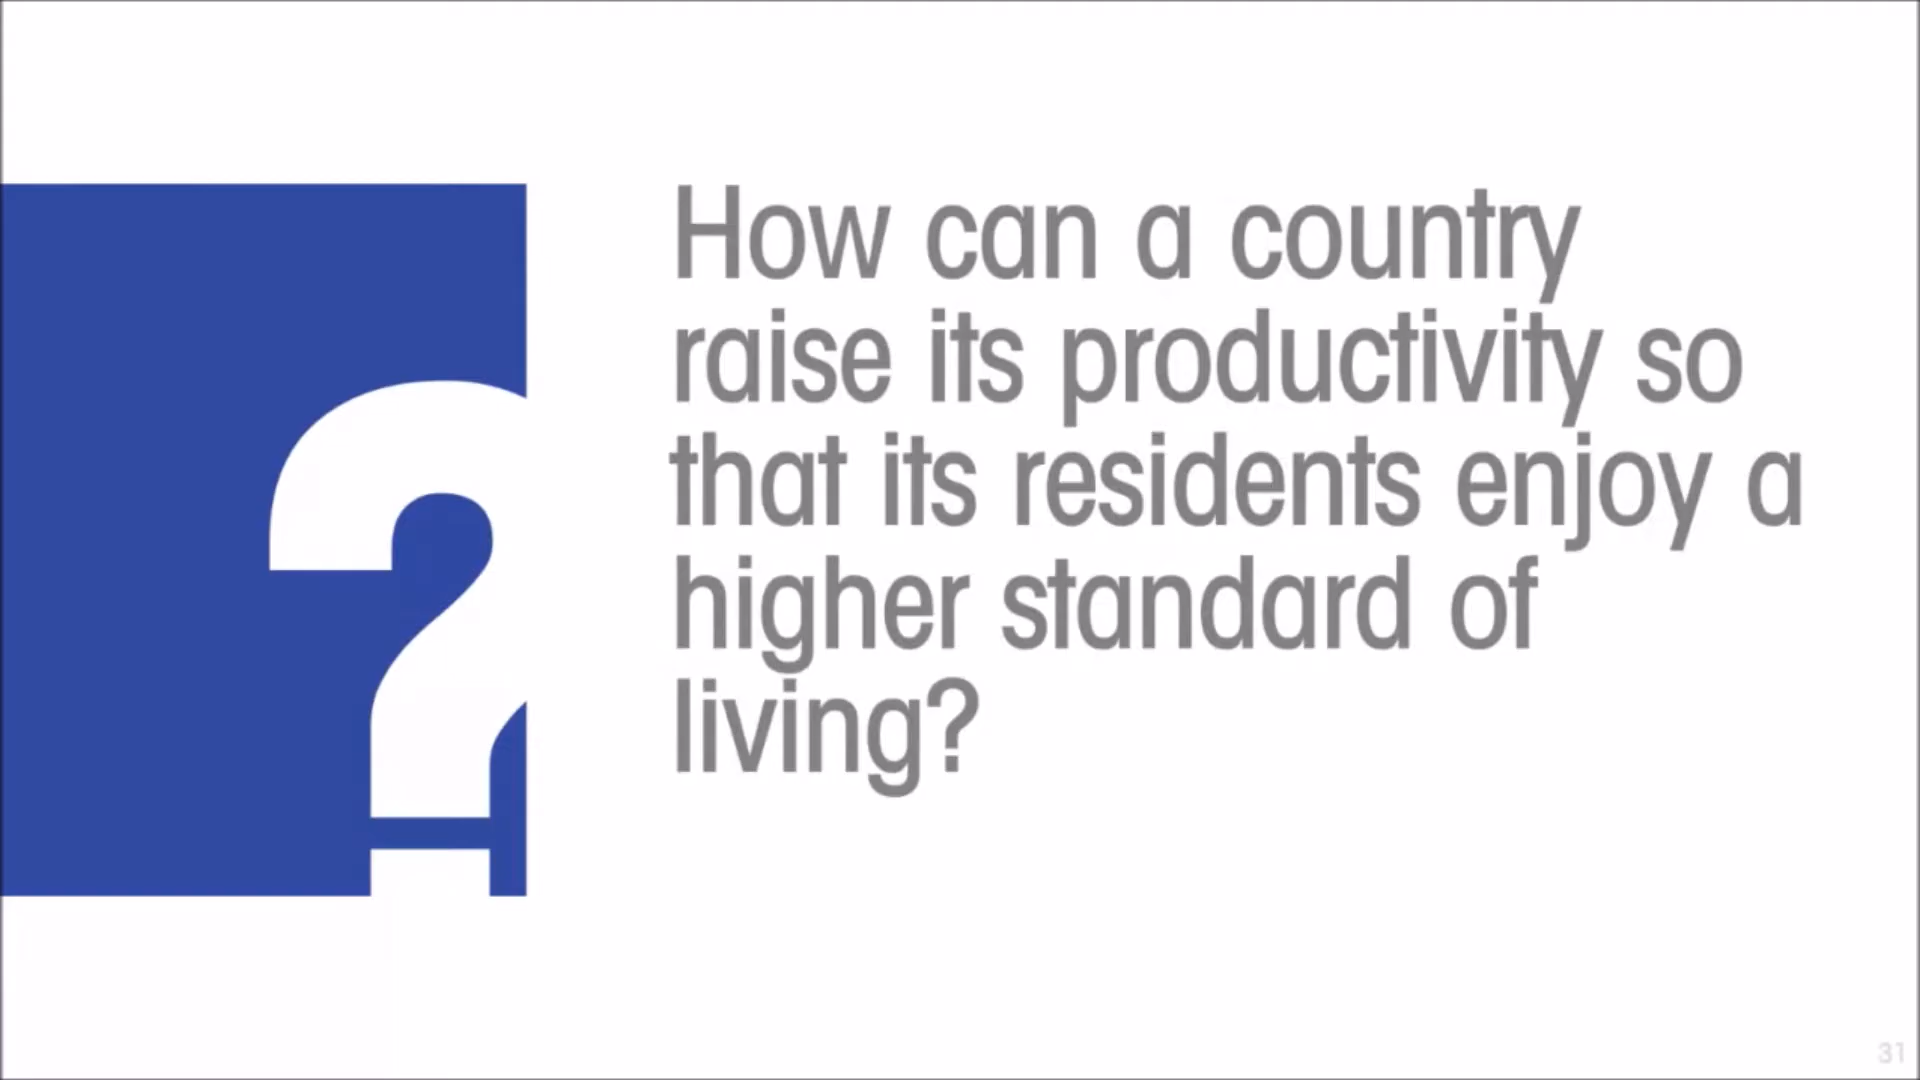 How can a country
raise its productivity so
that its residents enjoy a
higher standard of
living?
?
31